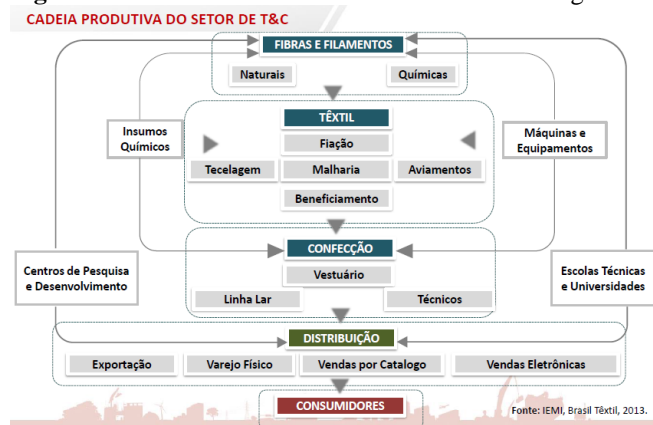 CADEIA PRODUTIVA DO SETOR DE T&C
FIBRAS E FILAMENTOS
Naturais
Químicas
TÊXTIL
Insumos
Químicos
Fiação
Máquinas e
Equipamentos
Tecelagem
Malharia
Aviamentos
Beneficiamento
CONFECÇÃO
Centros de Pesquisa
e Desenvolvimento
Vestuário
Escolas Técnicas
e Universidades
Linha Lar
Técnicos
DISTRIBUIÇÃO
Exportação
Varejo Físico
Vendas por Catalogo
Vendas Eletrônicas
CONSUMIDORES
Fonte: IEMI, Brasil Têxtil, 2013.